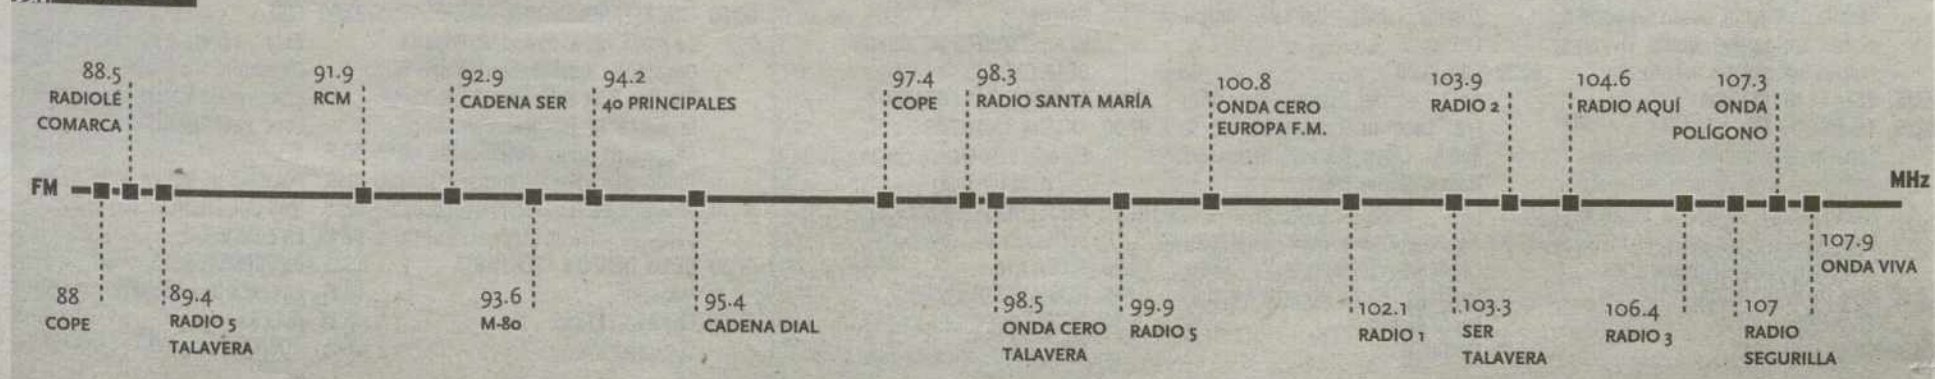 88.5
RADIOLÉ
COMARCA
91.9
RCM
92.9
CADENA SER
94.2
40 PRINCIPALES
97.4
COPE
98.3
RADIO SANTA MARÍA
100.8
ONDA CERO
EUROPA F.M.
103.9
RADIO 2
104.6
RADIO AQUÍ
107.3
ONDA
POLÍGONO
FM
MHz
88
COPE
89.4
RADIO 5
TALAVERA
93.6
M-80
95.4
CADENA DIAL
98.5
ONDA CERO
TALAVERA
99.9
RADIO 5
102.1
RADIO 1
103.3
SER
TALAVERA
106.4
RADIO 3
107
RADIO
SEGURILLA
107.9
ONDA VIVA